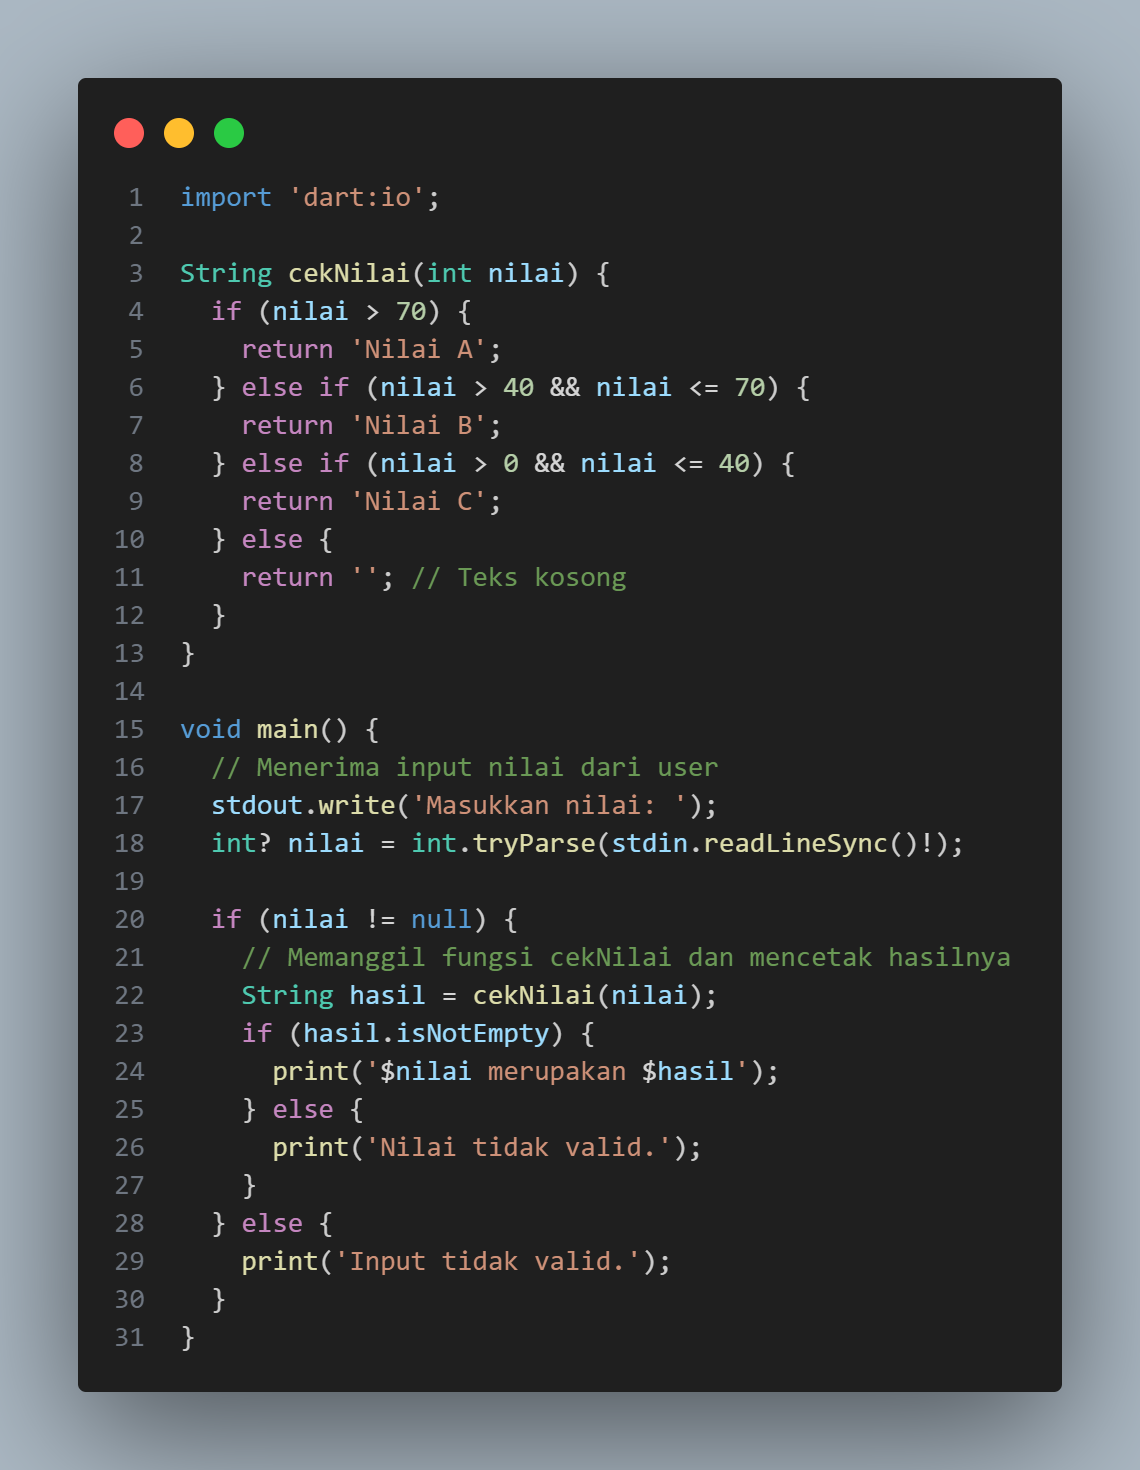 1 import 'dart:io';
2
3 String cekNilai(int nilai) {
4   if (nilai > 70) {
5     return 'Nilai A';
6   } else if (nilai > 40 && nilai <= 70) {
7     return 'Nilai B';
8   } else if (nilai > 0 && nilai <= 40) {
9     return 'Nilai C';
10   } else {
11     return ''; // Teks kosong
12   }
13 }
14
15 void main() {
16   // Menerima input nilai dari user
17   stdout.write('Masukkan nilai: ');
18   int? nilai = int.tryParse(stdin.readLineSync()!);
19
20   if (nilai != null) {
21     // Memanggil fungsi cekNilai dan mencetak hasilnya
22     String hasil = cekNilai(nilai);
23     if (hasil.isNotEmpty) {
24       print('$nilai merupakan $hasil');
25     } else {
26       print('Nilai tidak valid.');
27     }
28   } else {
29     print('Input tidak valid.');
30   }
31 }